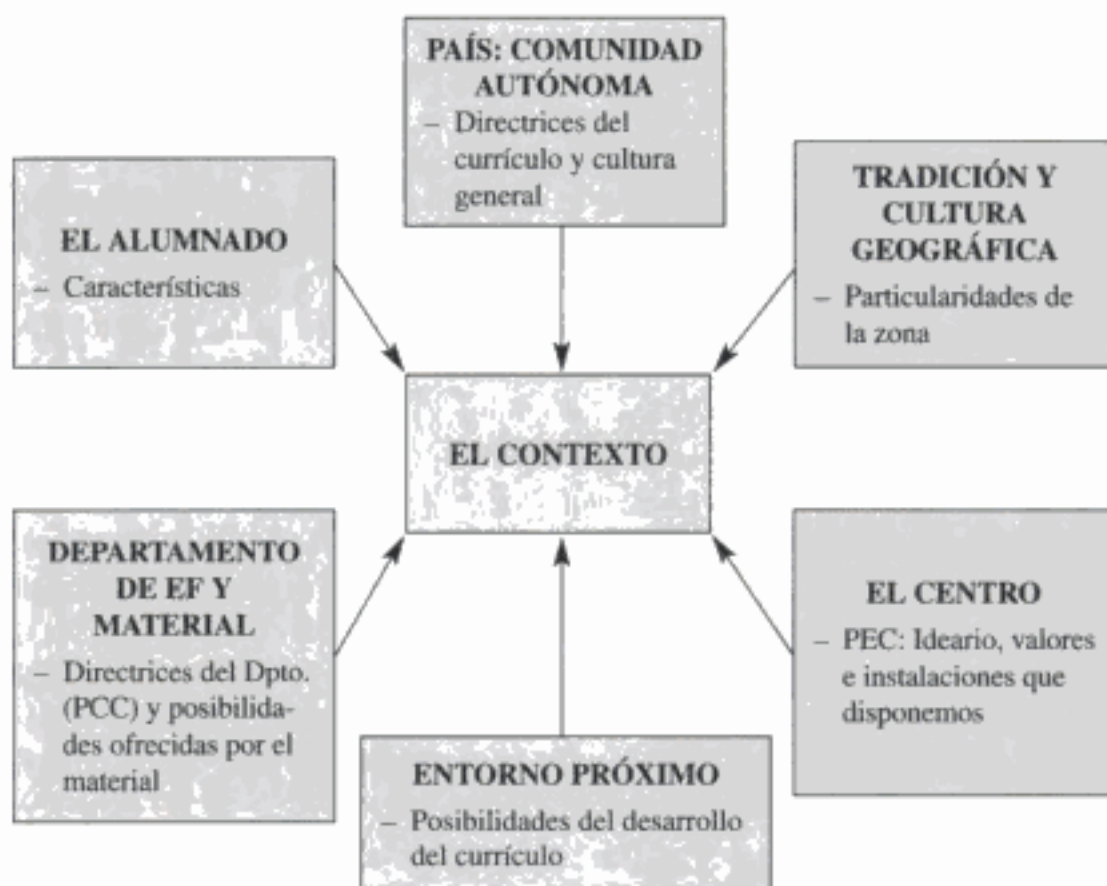 PAÍS: COMUNIDAD
AUTÓNOMA
– Directrices del
currículo y cultura
general
EL ALUMNADO
– Características
TRADICIÓN Y
CULTURA
GEOGRÁFICA
– Particularidades de
la zona
EL CONTEXTO
DEPARTAMENTO
DE EF Y
MATERIAL
– Directrices del Dpto.
(PCC) y posibilida-
des ofrecidas por el
material
EL CENTRO
– PEC: Ideario, valores
e instalaciones que
disponemos
ENTORNO PRÓXIMO
– Posibilidades del desarrollo
del currículo